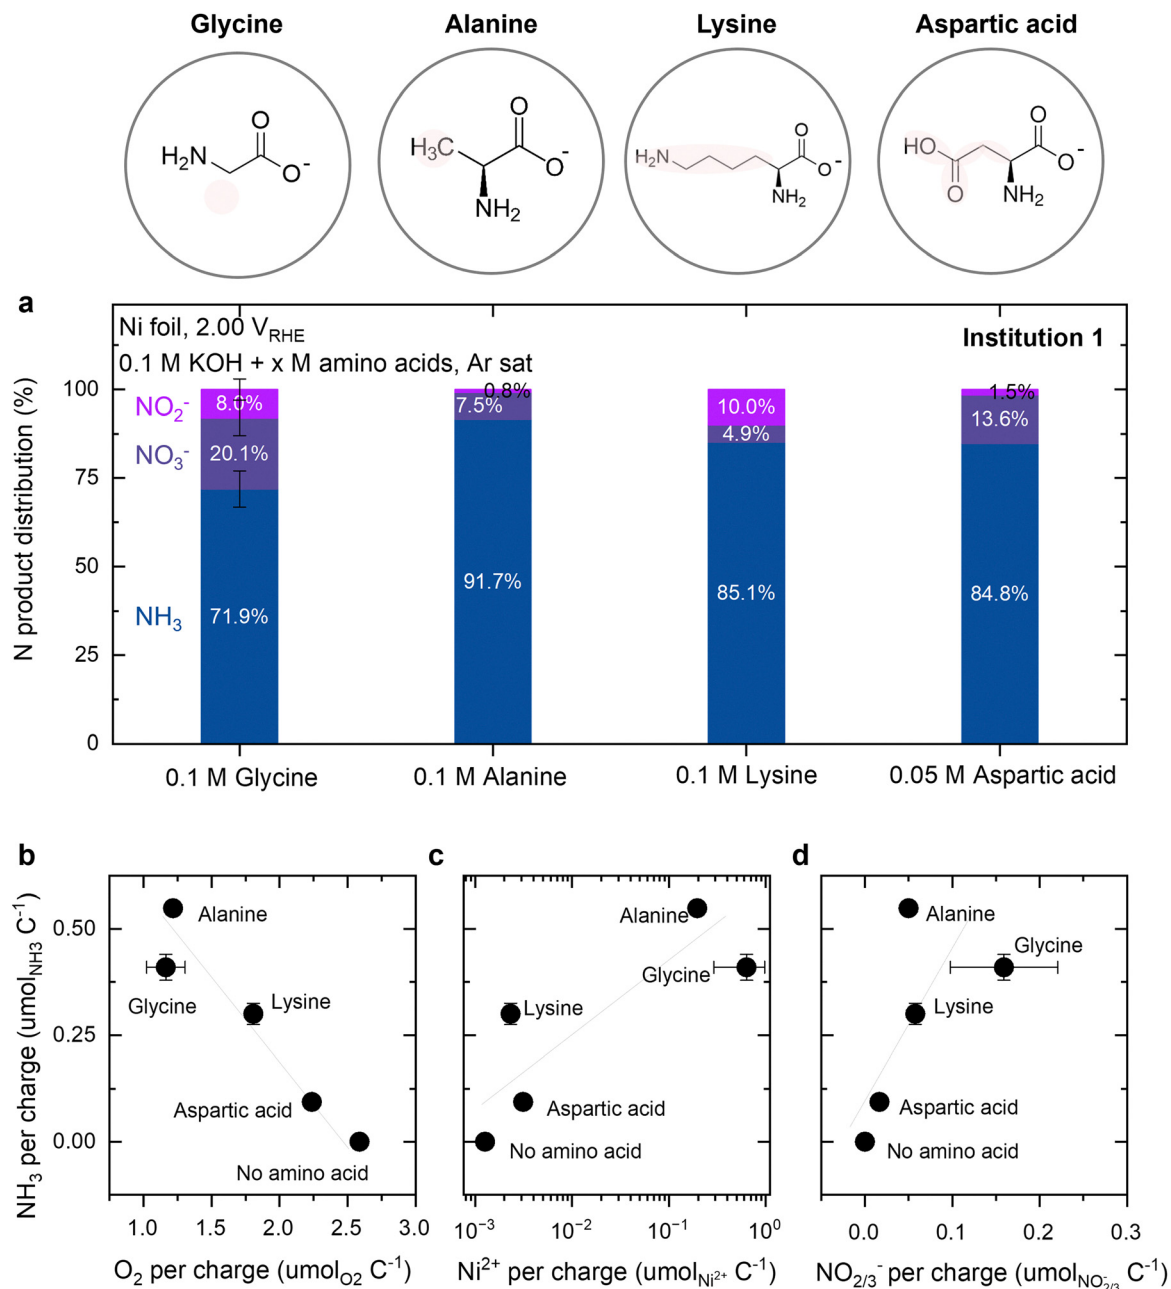 Glycine Alanine Lysine Aspartic acid
H₂N O O⁻
H₃C O O⁻ NH₂
H₂N O O⁻ NH₂
HO O O O⁻ NH₂
a
Ni foil, 2.00 V_RHE
0.1 M KOH + x M amino acids, Ar sat
Institution 1
N product distribution (%)
100
75
50
25
0
NO₂⁻
NO₃⁻
NH₃
8.0% 0.8% 10.0% 1.5%
20.1% 7.5% 4.9% 13.6%
71.9% 91.7% 85.1% 84.8%
0.1 M Glycine 0.1 M Alanine 0.1 M Lysine 0.05 M Aspartic acid
b
NH₃ per charge (umol_NH3 C⁻¹)
0.50
0.25
0.00
Alanine
Glycine
Lysine
Aspartic acid
No amino acid
1.0 1.5 2.0 2.5 3.0
O₂ per charge (umol_O2 C⁻¹)
c
Alanine
Glycine
Lysine
Aspartic acid
No amino acid
10⁻³ 10⁻² 10⁻¹ 10⁰
Ni²⁺ per charge (umol_Ni²⁺ C⁻¹)
d
Alanine
Glycine
Lysine
Aspartic acid
No amino acid
0.0 0.1 0.2 0.3
NO₂/₃⁻ per charge (umol_NO₂/₃⁻ C⁻¹)